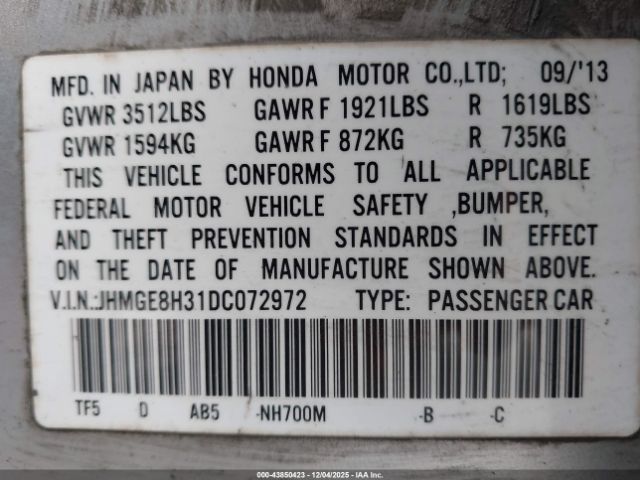 MFD. IN JAPAN BY HONDA MOTOR CO.,LTD; 09/'13
GVWR 3512LBS GAWR F 1921LBS R 1619LBS
GVWR 1594KG GAWR F 872KG R 735KG
THIS VEHICLE CONFORMS TO ALL APPLICABLE
FEDERAL MOTOR VEHICLE SAFETY ,BUMPER,
AND THEFT PREVENTION STANDARDS IN EFFECT
ON THE DATE OF MANUFACTURE SHOWN ABOVE.
V.I.N.:JHMGE8H31DC072972 TYPE: PASSENGER CAR
TF5 D AB5 -NH700M -B -C
000-43850423 - 12/04/2025 - IAA Inc.